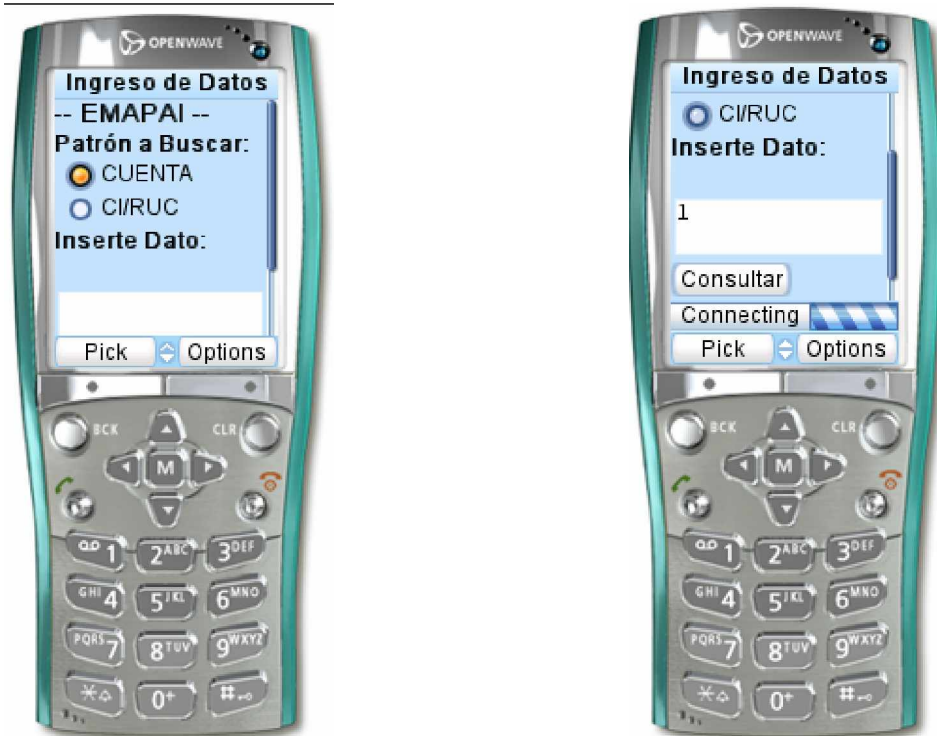 OPENWAVE
Ingreso de Datos
-- EMAPAI --
Patrón a Buscar:
CUENTA
CI/RUC
Inserte Dato:
Pick Options
BCK CLR
M
1 2ABC 3DEF
GHI4 5JKL 6MNO
PQRS7 8TUV 9WXYZ
* 0+ #
OPENWAVE
Ingreso de Datos
CI/RUC
Inserte Dato:
1
Consultar
Connecting
Pick Options
BCK CLR
M
1 2ABC 3DEF
GHI4 5JKL 6MNO
PQRS7 8TUV 9WXYZ
* 0+ #